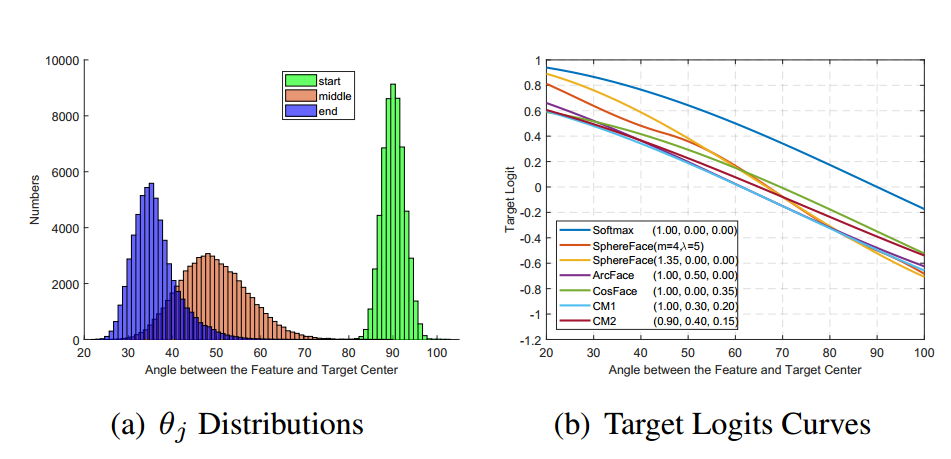 10000
8000
6000
4000
2000
0
Numbers
start
middle
end
20 30 40 50 60 70 80 90 100
Angle between the Feature and Target Center
(a) θj Distributions
1
0.8
0.6
0.4
0.2
0
-0.2
-0.4
-0.6
-0.8
-1
-1.2
Target Logit
Softmax (1.00, 0.00, 0.00)
SphereFace(m=4,λ=5)
SphereFace(1.35, 0.00, 0.00)
ArcFace (1.00, 0.50, 0.00)
CosFace (1.00, 0.00, 0.35)
CM1 (1.00, 0.30, 0.20)
CM2 (0.90, 0.40, 0.15)
20 30 40 50 60 70 80 90 100
Angle between the Feature and Target Center
(b) Target Logits Curves